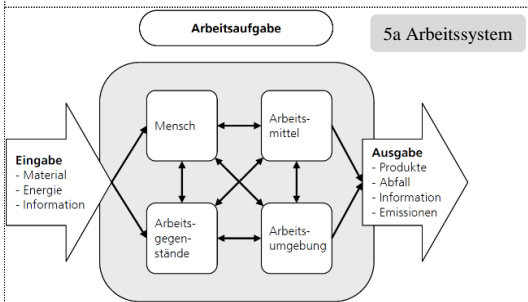 Arbeitsaufgabe
5a Arbeitssystem
Eingabe
- Material
- Energie
- Information
Mensch
Arbeits-
mittel
Arbeits-
gegen-
stände
Arbeits-
umgebung
Ausgabe
- Produkte
- Abfall
- Information
- Emissionen